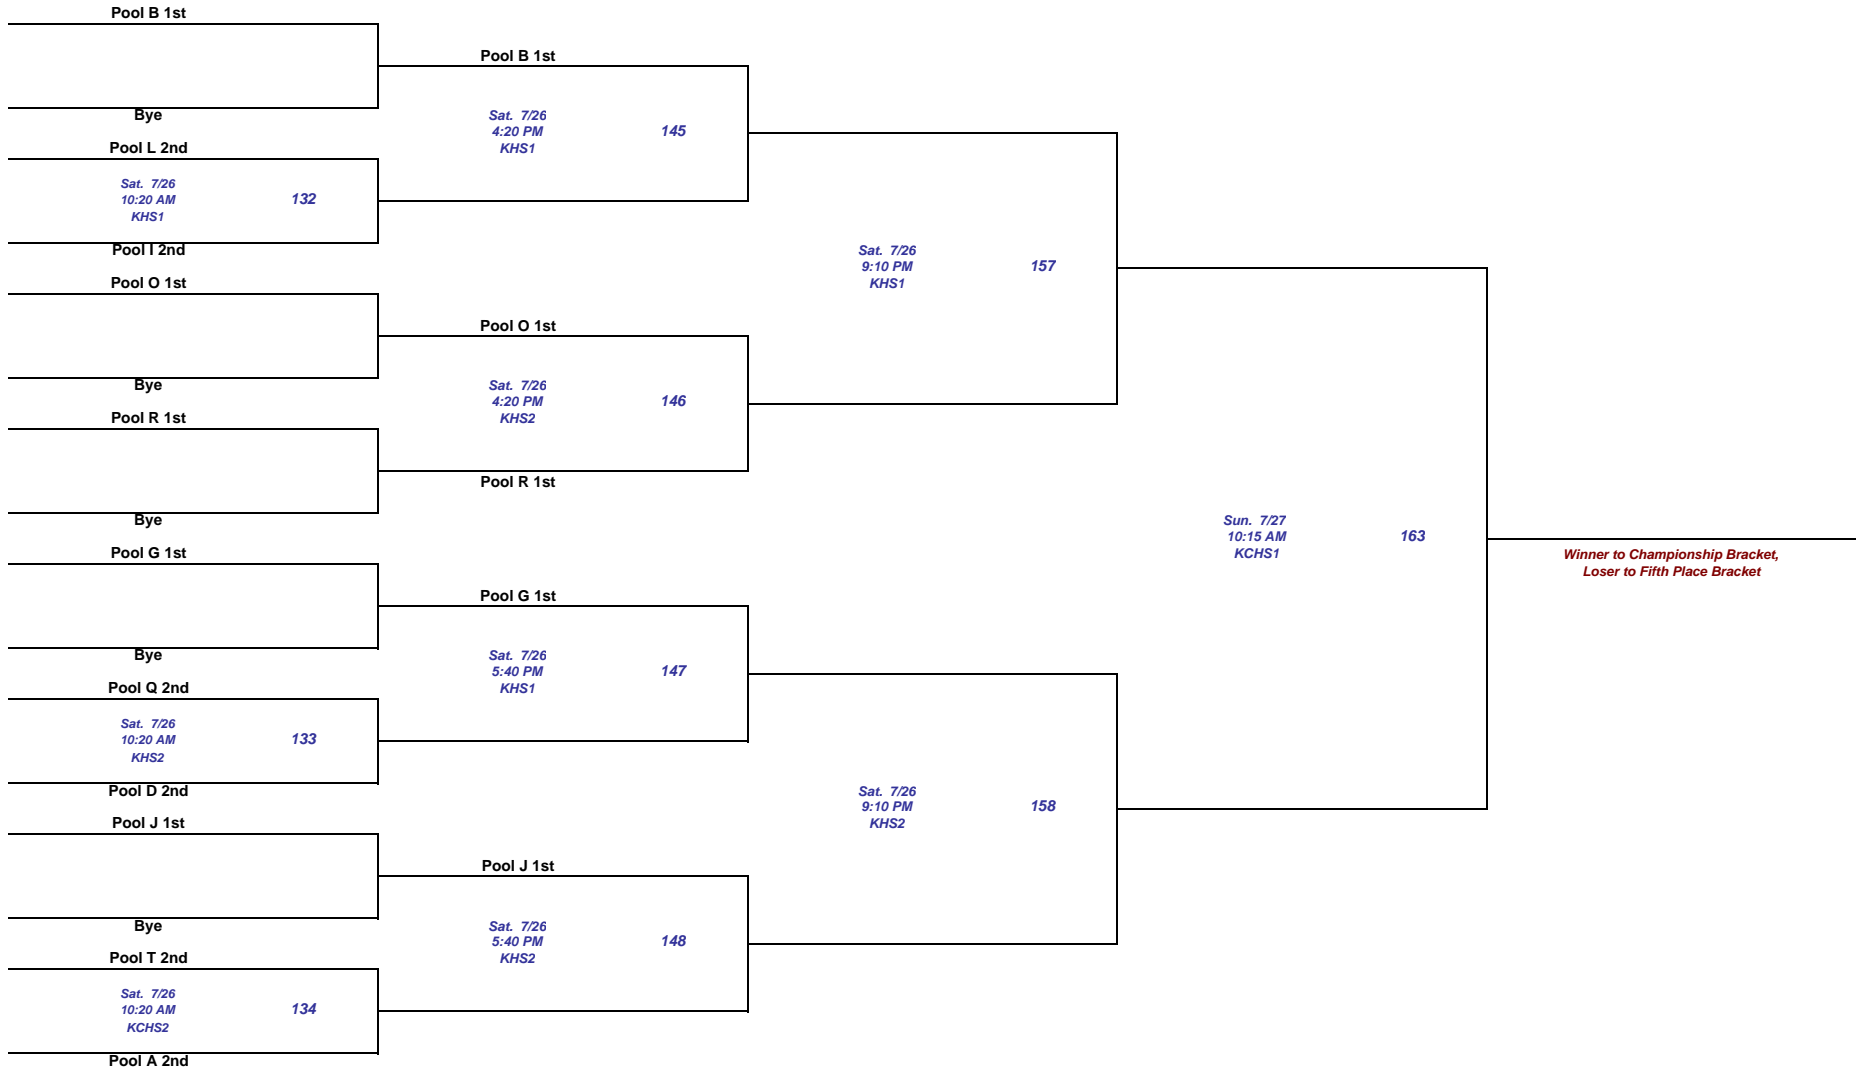 Pool B 1st
Pool B 1st
Bye
Sat. 7/26
4:20 PM
KHS1
145
Pool L 2nd
Sat. 7/26
10:20 AM
KHS1
132
Pool I 2nd
Sat. 7/26
9:10 PM
KHS1
157
Pool O 1st
Pool O 1st
Bye
Sat. 7/26
4:20 PM
KHS2
146
Pool R 1st
Pool R 1st
Bye
Sun. 7/27
10:15 AM
KCHS1
163
Winner to Championship Bracket,
Loser to Fifth Place Bracket
Pool G 1st
Pool G 1st
Bye
Sat. 7/26
5:40 PM
KHS1
147
Pool Q 2nd
Sat. 7/26
10:20 AM
KHS2
133
Pool D 2nd
Sat. 7/26
9:10 PM
KHS2
158
Pool J 1st
Pool J 1st
Bye
Sat. 7/26
5:40 PM
KHS2
148
Pool T 2nd
Sat. 7/26
10:20 AM
KCHS2
134
Pool A 2nd